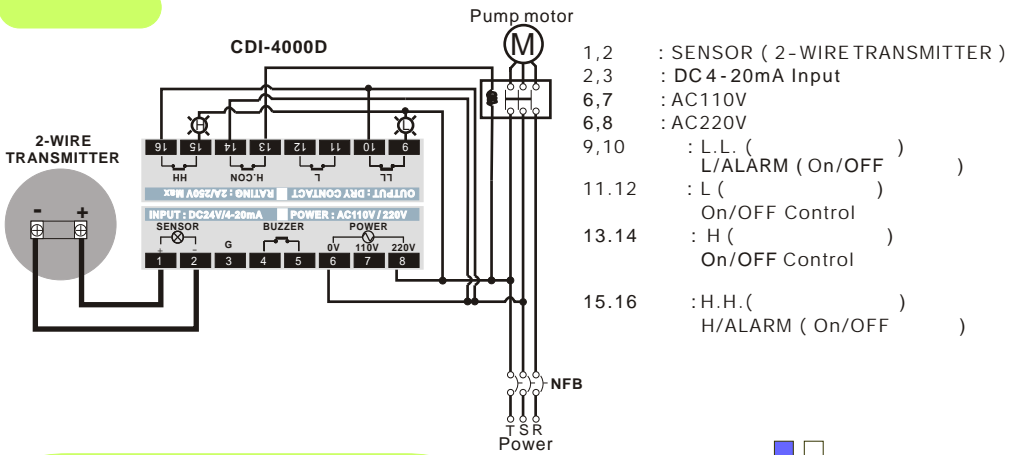 Pump motor
M
CDI-4000D
2-WIRE
TRANSMITTER
- +
H
L
16 15 14 13 12 11 10 9
HH H.CON L LL
OUTPUT : DRY CONTACT RATING : 2A/250V Max
INPUT : DC24V/4-20mA POWER : AC110V / 220V
SENSOR BUZZER POWER
+ - G 0V 110V 220V
1 2 3 4 5 6 7 8
NFB
T S R
Power
1,2 : SENSOR ( 2-WIRE TRANSMITTER )
2,3 : DC 4-20mA Input
6,7 : AC110V
6,8 : AC220V
9,10 : L.L. ( )
L/ALARM ( On/OFF )
11.12 : L ( )
On/OFF Control
13.14 : H ( )
On/OFF Control
15.16 :H.H.( )
H/ALARM ( On/OFF )